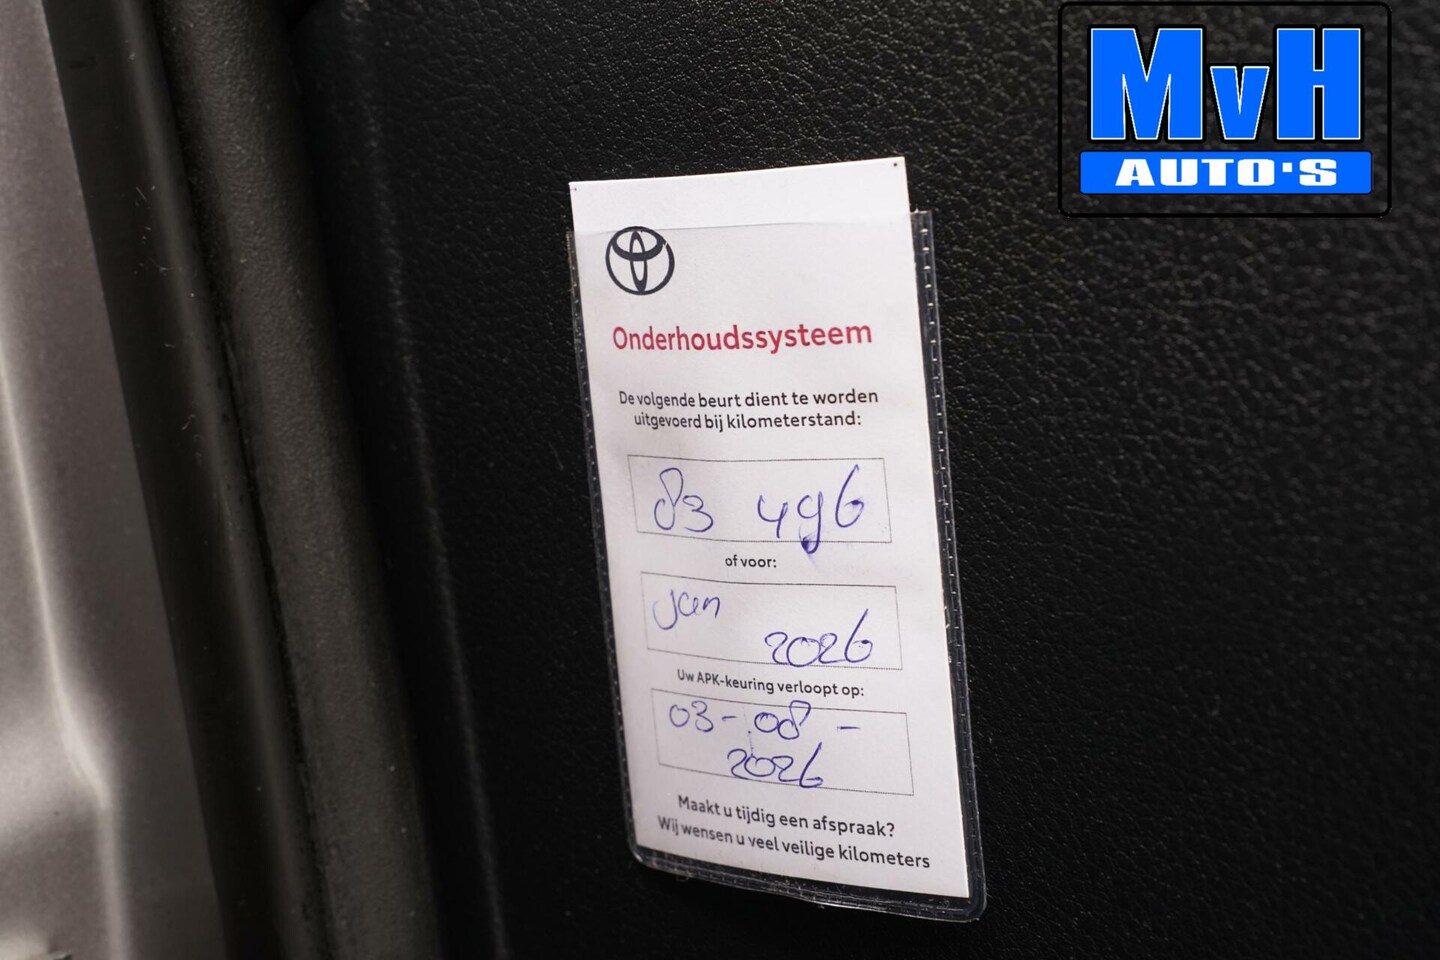 MvH
AUTO'S
Onderhoudssysteem
De volgende beurt dient te worden
uitgevoerd bij kilometerstand:
83 496
of voor:
jan
2026
Uw APK-keuring verloopt op:
03-08-
2026
Maakt u tijdig een afspraak?
Wij wensen u veel veilige kilometers